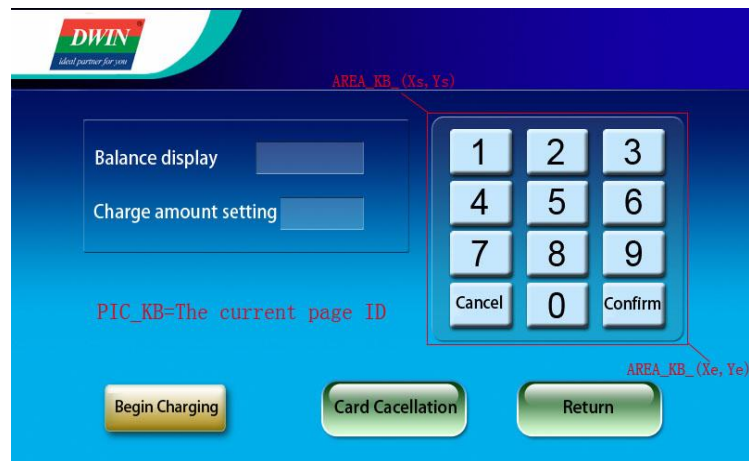 DWIN
ideal partner for you
AREA_KB_(Xs,Ys)
Balance display
Charge amount setting
1 2 3
4 5 6
7 8 9
Cancel 0 Confirm
PIC_KB=The current page ID
AREA_KB_(Xe,Ye)
Begin Charging
Card Cacellation
Return